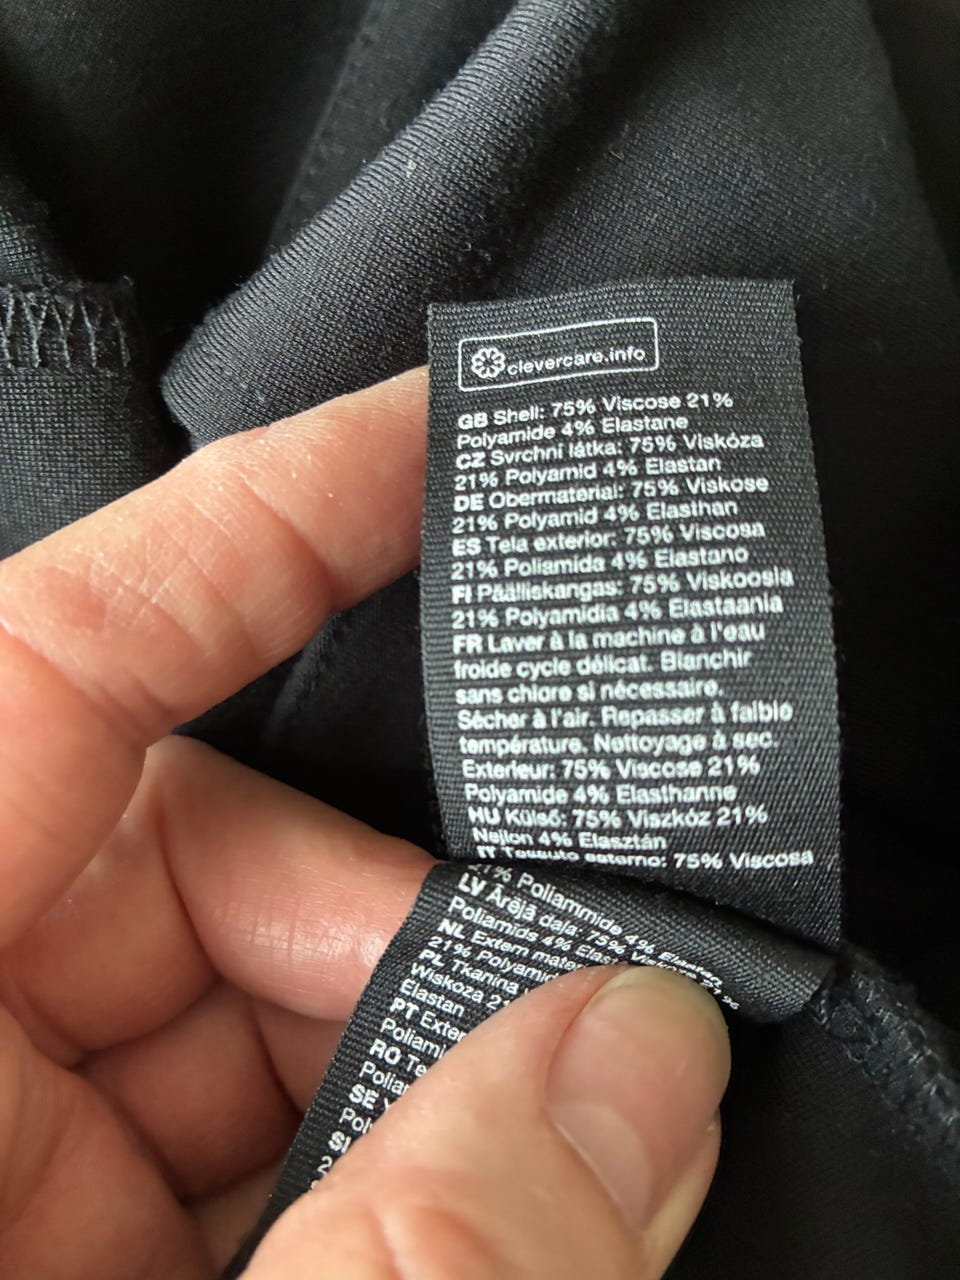 clevercare.info
GB Shell: 75% Viscose 21%
Polyamide 4% Elastane
CZ Svrchní látka: 75% Viskóza
21% Polyamid 4% Elastan
DE Obermaterial: 75% Viskose
21% Polyamid 4% Elasthan
ES Tela exterior: 75% Viscosa
21% Poliamida 4% Elastano
FI Päälliskangas: 75% Viskoosia
21% Polyamidia 4% Elastaania
FR Laver à la machine à l'eau
froide cycle délicat. Blanchir
sans chlore si nécessaire.
Sécher à l'air. Repasser à faible
température. Nettoyage à sec.
Exterieur: 75% Viscose 21%
Polyamide 4% Elasthanne
HU Külső: 75% Viszkóz 21%
Nejlon 4% Elasztán
IT Tessuto esterno: 75% Viscosa
21% Poliammide 4%
LV Ārējā daļa: 75%
Poliamīds 4%
NL Extern
21%
PL Tkanina
Wiskoza
Elastan
PT
RO
SE
SI